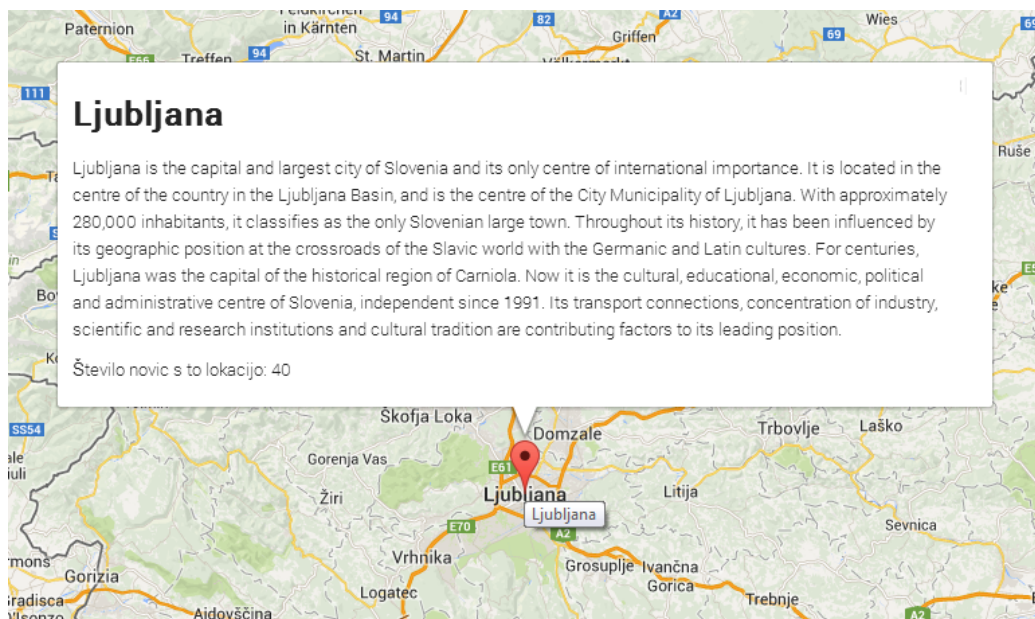 Paternion
in Kärnten
94
82
A2
Griffen
Wies
69
E66
Treffen
94
St. Martin
111
Ljubljana
Ljubljana is the capital and largest city of Slovenia and its only centre of international importance. It is located in the
centre of the country in the Ljubljana Basin, and is the centre of the City Municipality of Ljubljana. With approximately
280,000 inhabitants, it classifies as the only Slovenian large town. Throughout its history, it has been influenced by
its geographic position at the crossroads of the Slavic world with the Germanic and Latin cultures. For centuries,
Ljubljana was the capital of the historical region of Carniola. Now it is the cultural, educational, economic, political
and administrative centre of Slovenia, independent since 1991. Its transport connections, concentration of industry,
scientific and research institutions and cultural tradition are contributing factors to its leading position.
Število novic s to lokacijo: 40
Ruše
Škofja Loka
SS54
Domzale
Trbovlje
Laško
Gorenja Vas
E61
Žiri
Ljubljana
Litija
Ljubljana
E70
A2
Sevnica
Vrhnika
Grosuplje
Ivančna
Gorica
Gorizia
Logatec
Trebnje
Ajdovščina
A2